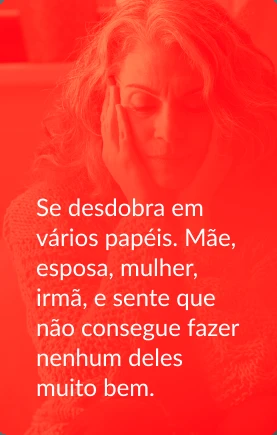 Se desdobra em
vários papéis. Mãe,
esposa, mulher,
irmã, e sente que
não consegue fazer
nenhum deles
muito bem.